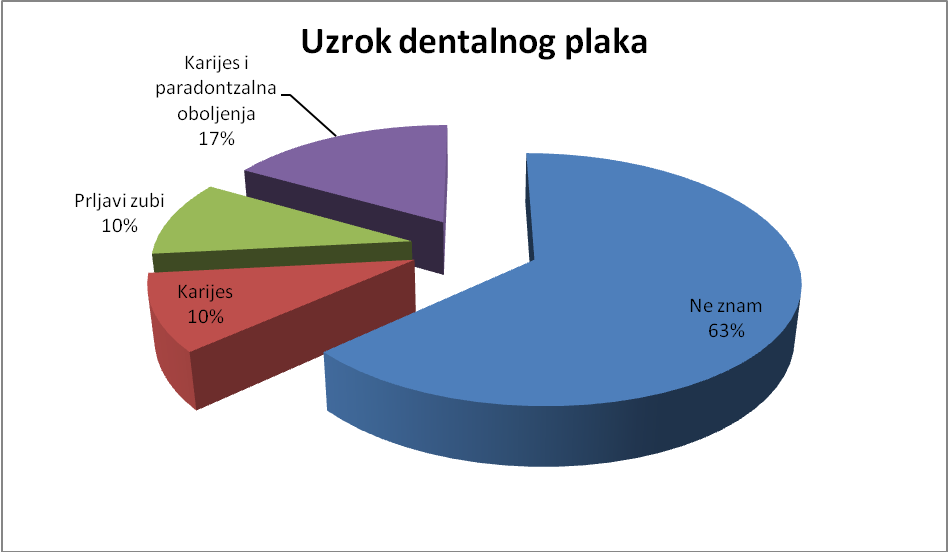 Uzrok dentalnog plaka
Karijes i
paradontzalna
oboljenja
17%
Prljavi zubi
10%
Karijes
10%
Ne znam
63%